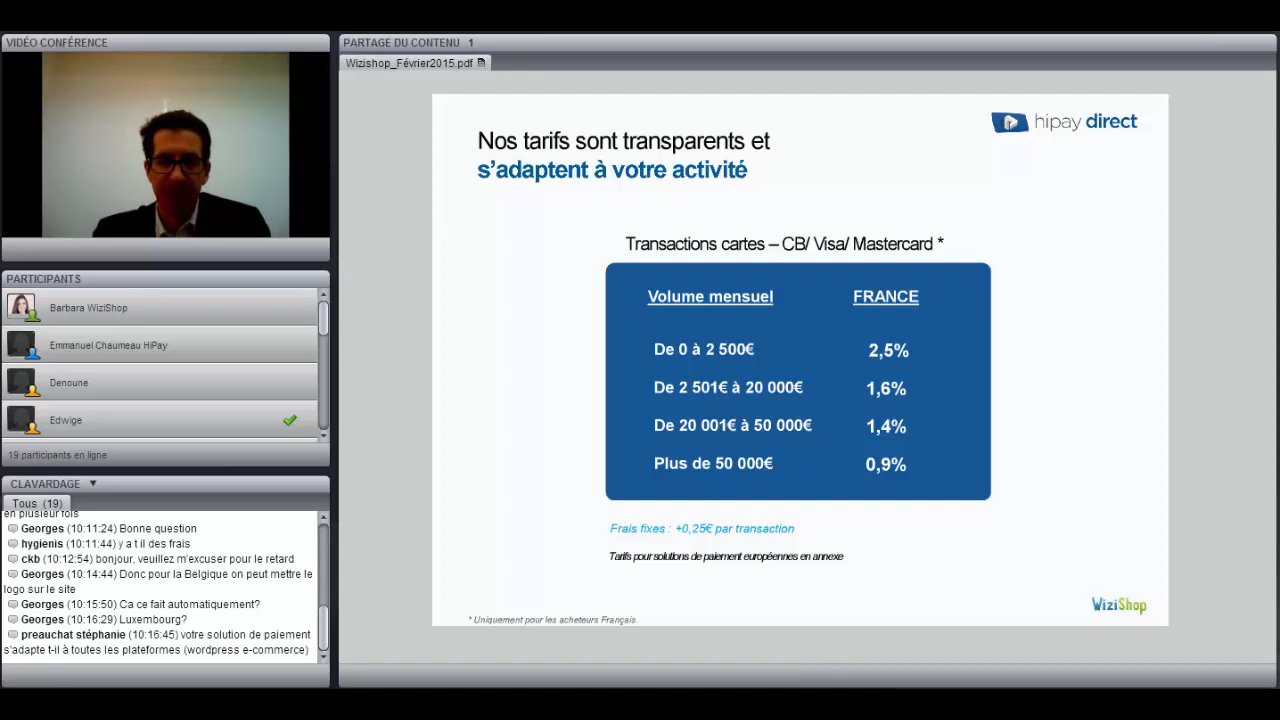 VIDÉO CONFÉRENCE
PARTICIPANTS
Barbara WiziShop
Emmanuel Chaumeau HiPay
Denoune
Edwige
19 participants en ligne
CLAVARDAGE
Tous (19)
en plusieur fois
Georges (10:11:24) Bonne question
hygienis (10:11:44) y a t il des frais
ckb (10:12:54) bonjour, veuillez m'excuser pour le retard
Georges (10:14:44) Donc pour la Belgique on peut mettre le
logo sur le site
Georges (10:15:50) Ca ce fait automatiquement?
Georges (10:16:29) Luxembourg?
preauchat stéphanie (10:16:45) votre solution de paiement
s'adapte t-il à toutes les plateformes (wordpress e-commerce)
PARTAGE DU CONTENU 1
Wizishop_Février2015.pdf
hipay direct
Nos tarifs sont transparents et
s'adaptent à votre activité
Transactions cartes – CB/ Visa/ Mastercard *
Volume mensuel FRANCE
De 0 à 2 500€ 2,5%
De 2 501€ à 20 000€ 1,6%
De 20 001€ à 50 000€ 1,4%
Plus de 50 000€ 0,9%
Frais fixes : +0,25€ par transaction
Tarifs pour solutions de paiement européennes en annexe
WiziShop
* Uniquement pour les acheteurs Français